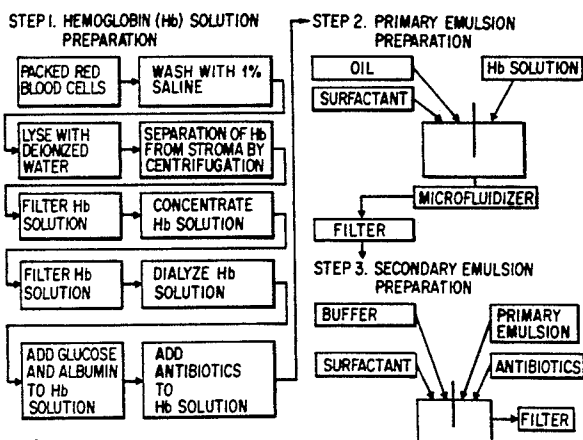 STEP 1. HEMOGLOBIN (Hb) SOLUTION
PREPARATION
PACKED RED
BLOOD CELLS
WASH WITH 1%
SALINE
LYSE WITH
DEIONIZED
WATER
SEPARATION OF Hb
FROM STROMA BY
CENTRIFUGATION
FILTER Hb
SOLUTION
CONCENTRATE
Hb SOLUTION
FILTER Hb
SOLUTION
DIALYZE Hb
SOLUTION
ADD GLUCOSE
AND ALBUMIN
TO Hb
SOLUTION
ADD
ANTIBIOTICS
TO
Hb SOLUTION
STEP 2. PRIMARY EMULSION
PREPARATION
OIL
Hb SOLUTION
SURFACTANT
MICROFLUIDIZER
FILTER
STEP 3. SECONDARY EMULSION
PREPARATION
BUFFER
PRIMARY
EMULSION
SURFACTANT
ANTIBIOTICS
FILTER